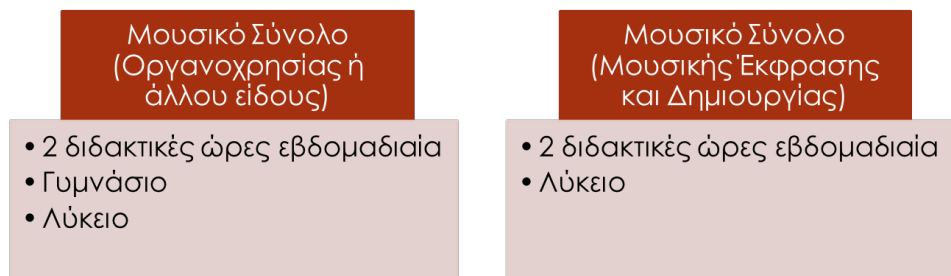 Μουσικό Σύνολο
(Οργανοχρησίας ή
άλλου είδους)
• 2 διδακτικές ώρες εβδομαδιαία
• Γυμνάσιο
• Λύκειο
Μουσικό Σύνολο
(Μουσικής Έκφρασης
και Δημιουργίας)
• 2 διδακτικές ώρες εβδομαδιαία
• Λύκειο